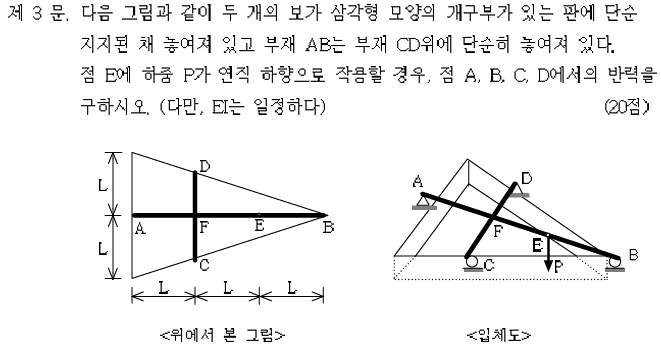 제 3 문. 다음 그림과 같이 두 개의 보가 삼각형 모양의 개구부가 있는 판에 단순
지지된 채 놓여져 있고 부재 AB는 부재 CD위에 단순히 놓여져 있다.
점 E에 하중 P가 연직 하향으로 작용할 경우, 점 A, B, C, D에서의 반력을
구하시오. (다만, EI는 일정하다) (20점)
L
L
A
D
F
C
E
B
L
L
L
<위에서 본 그림>
A
D
F
E
C
P
B
<입체도>